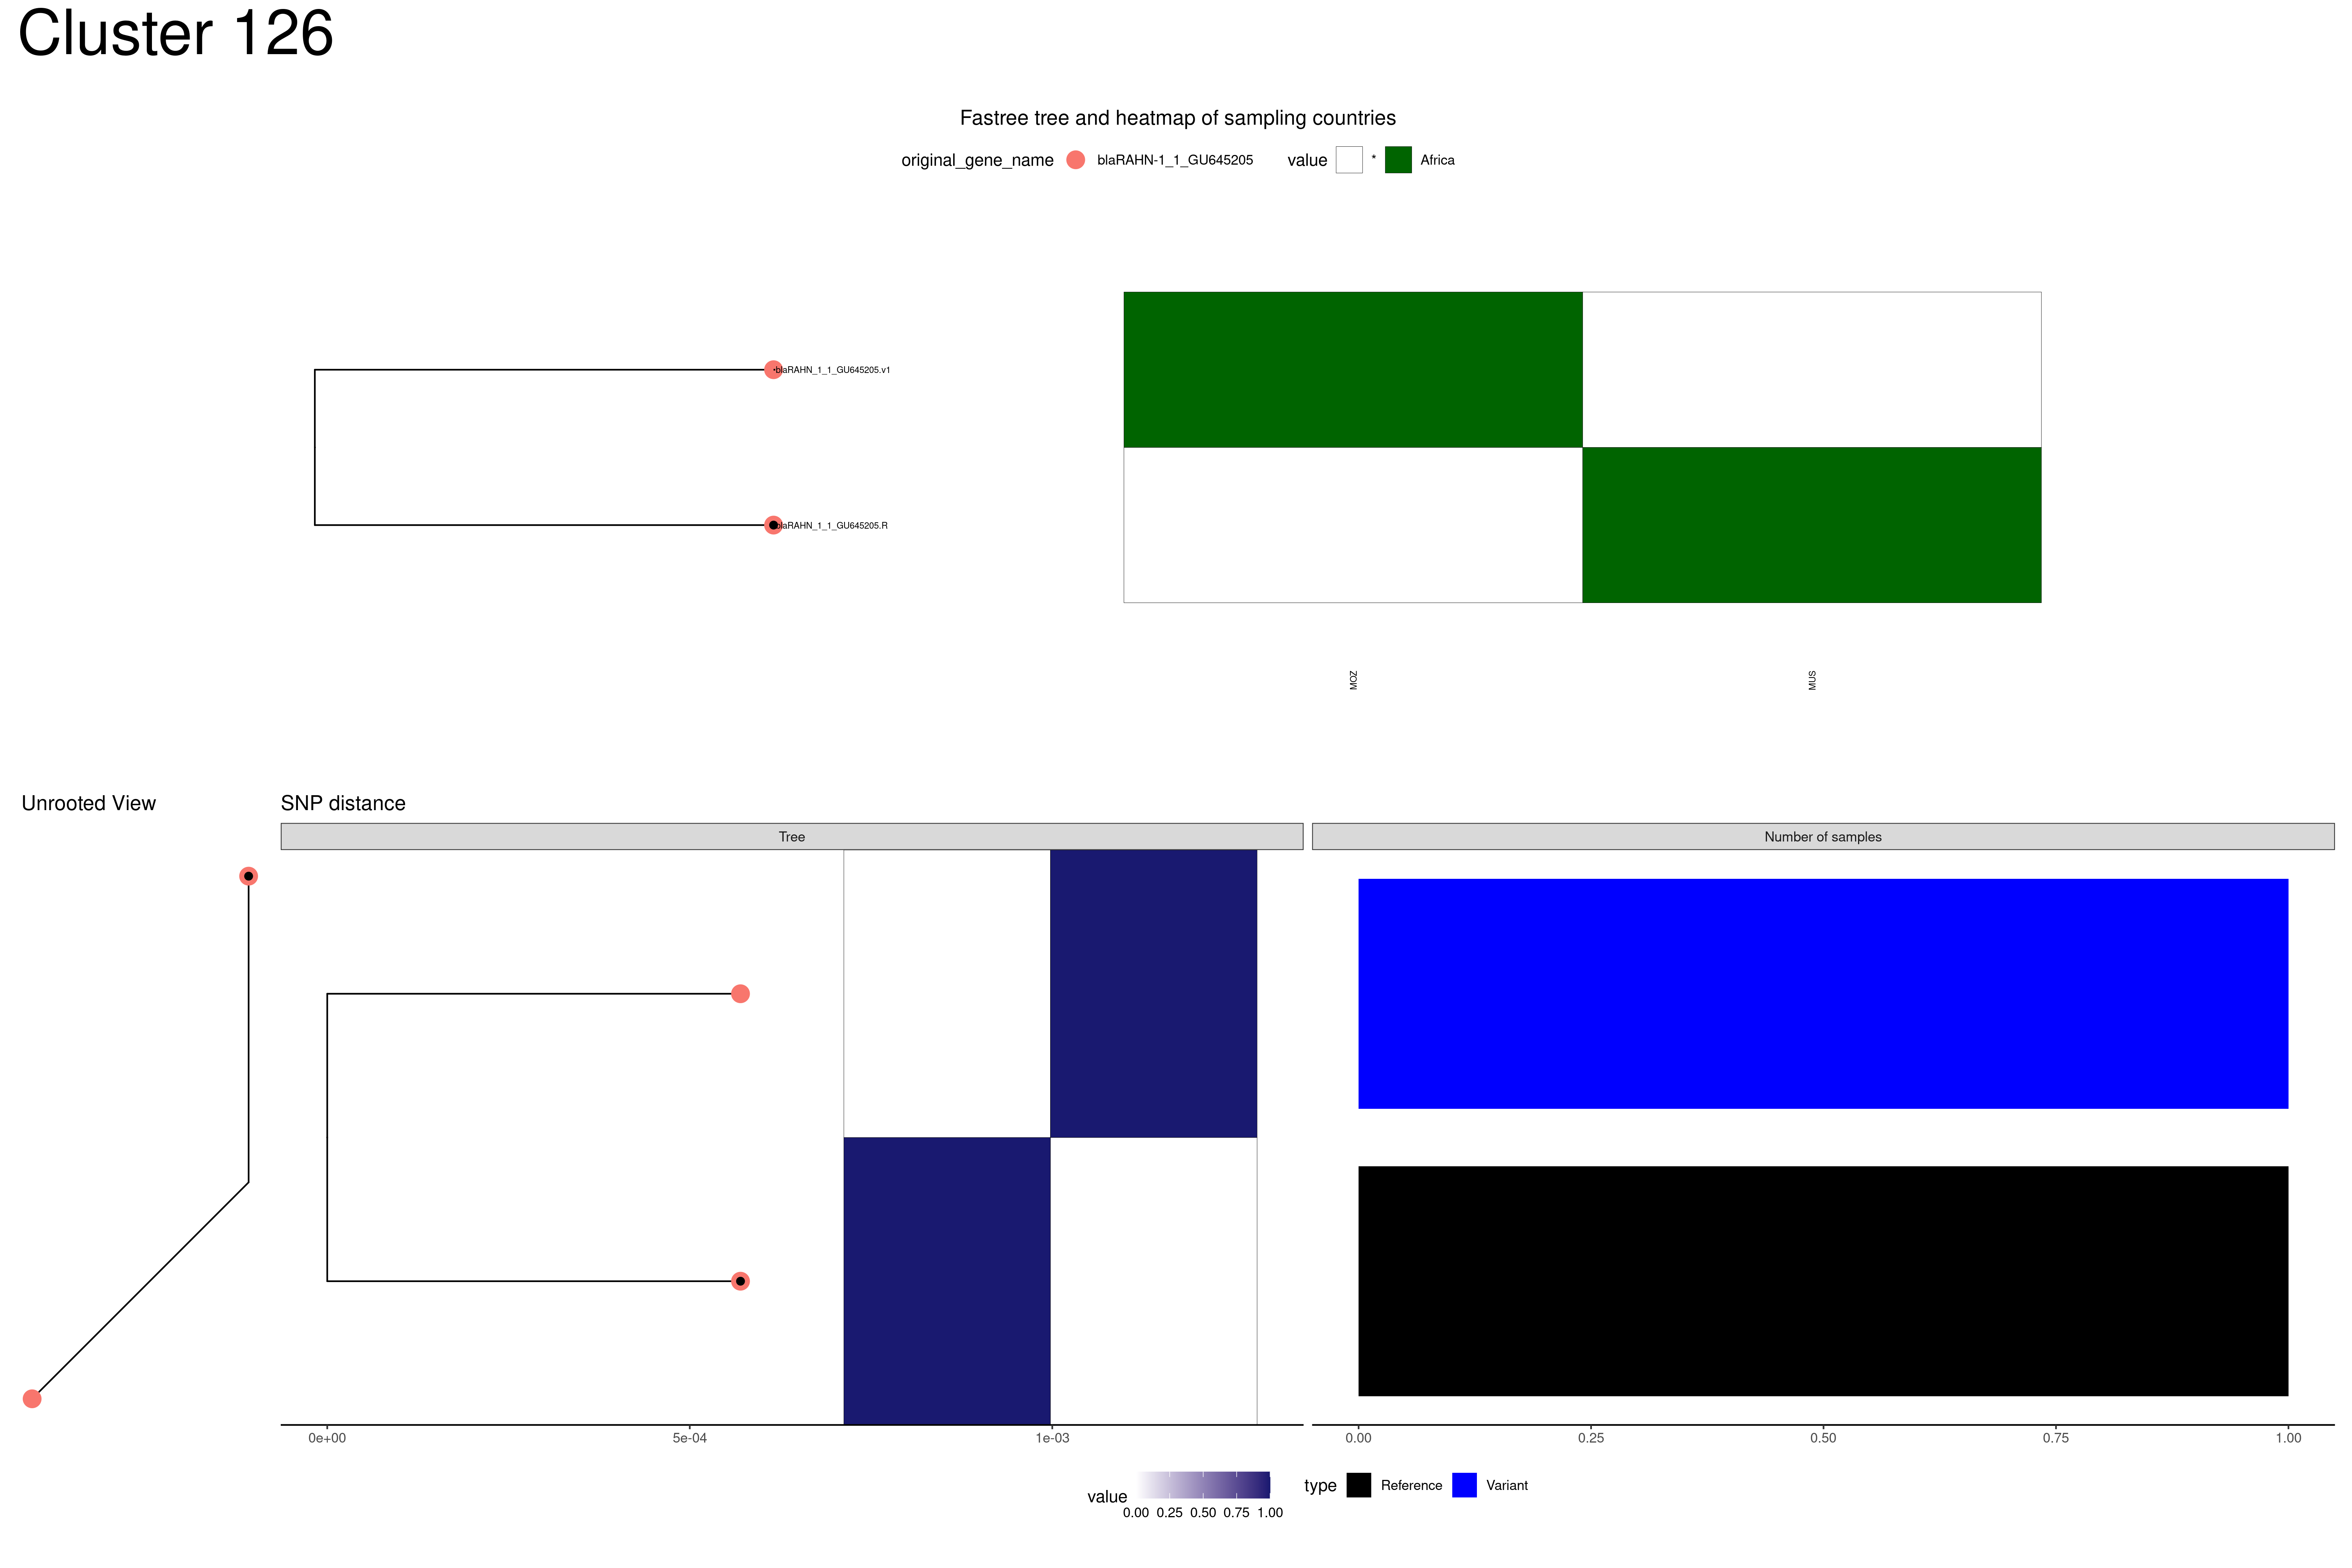 Cluster 126
Fastree tree and heatmap of sampling countries
original_gene_name blaRAHN-1_1_GU645205 value * Africa
blaRAHN_1_1_GU645205.v1
blaRAHN_1_1_GU645205.R
MOZ MUS
Unrooted View SNP distance
Tree Number of samples
0e+00 5e-04 1e-03 0.00 0.25 0.50 0.75 1.00
value 0.00 0.25 0.50 0.75 1.00 type Reference Variant